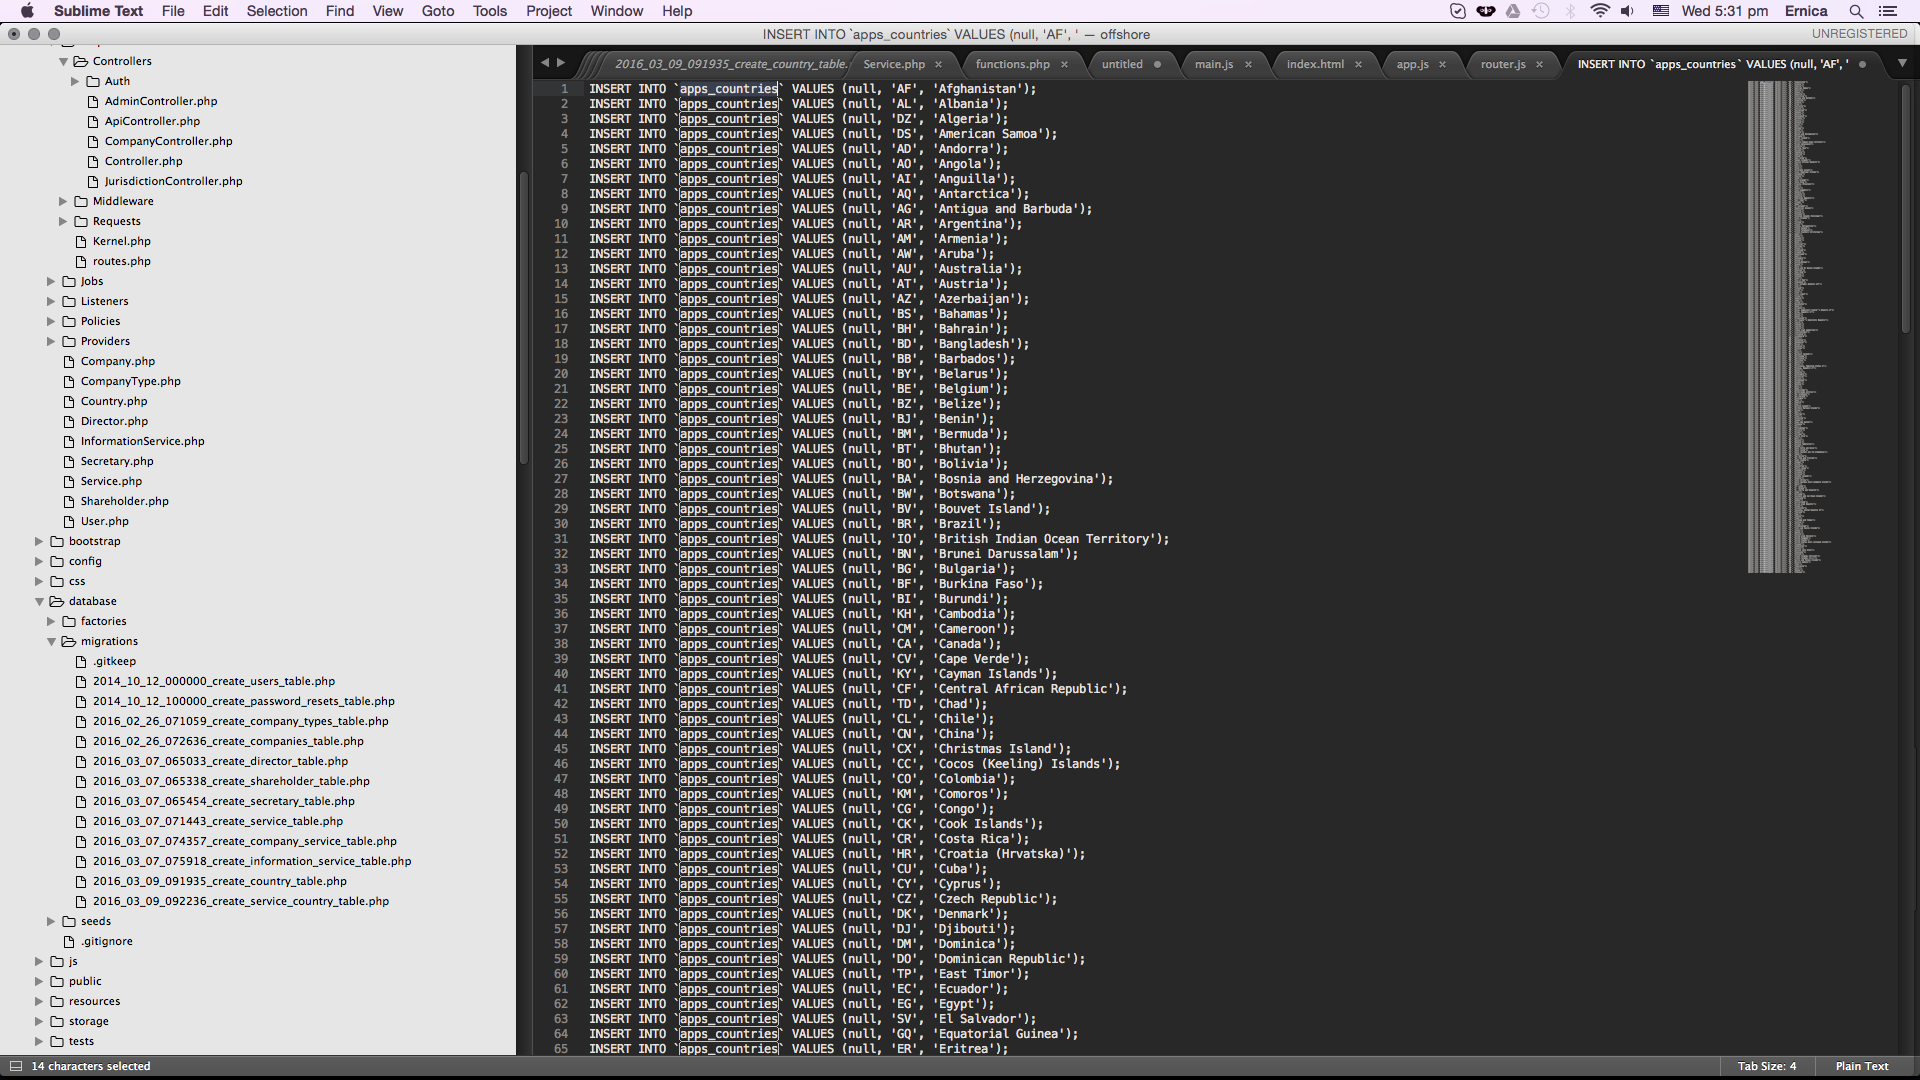 Sublime Text File Edit Selection Find View Goto Tools Project Window Help Wed 5:31 pm Ernica
INSERT INTO `apps_countries` VALUES (null, 'AF', ' — offshore UNREGISTERED
Controllers
Auth
AdminController.php
ApiController.php
CompanyController.php
Controller.php
JurisdictionController.php
Middleware
Requests
Kernel.php
routes.php
Jobs
Listeners
Policies
Providers
Company.php
CompanyType.php
Country.php
Director.php
InformationService.php
Secretary.php
Service.php
Shareholder.php
User.php
bootstrap
config
css
database
factories
migrations
.gitkeep
2014_10_12_000000_create_users_table.php
2014_10_12_100000_create_password_resets_table.php
2016_02_26_071059_create_company_types_table.php
2016_02_26_072636_create_companies_table.php
2016_03_07_065033_create_director_table.php
2016_03_07_065338_create_shareholder_table.php
2016_03_07_065454_create_secretary_table.php
2016_03_07_071443_create_service_table.php
2016_03_07_074357_create_company_service_table.php
2016_03_07_075918_create_information_service_table.php
2016_03_09_091935_create_country_table.php
2016_03_09_092236_create_service_country_table.php
seeds
.gitignore
js
public
resources
storage
tests
2016_03_09_091935_create_country_table. Service.php functions.php untitled main.js index.html app.js router.js INSERT INTO `apps_countries` VALUES (null, 'AF', '
1 INSERT INTO `apps_countries` VALUES (null, 'AF', 'Afghanistan');
2 INSERT INTO `apps_countries` VALUES (null, 'AL', 'Albania');
3 INSERT INTO `apps_countries` VALUES (null, 'DZ', 'Algeria');
4 INSERT INTO `apps_countries` VALUES (null, 'DS', 'American Samoa');
5 INSERT INTO `apps_countries` VALUES (null, 'AD', 'Andorra');
6 INSERT INTO `apps_countries` VALUES (null, 'AO', 'Angola');
7 INSERT INTO `apps_countries` VALUES (null, 'AI', 'Anguilla');
8 INSERT INTO `apps_countries` VALUES (null, 'AQ', 'Antarctica');
9 INSERT INTO `apps_countries` VALUES (null, 'AG', 'Antigua and Barbuda');
10 INSERT INTO `apps_countries` VALUES (null, 'AR', 'Argentina');
11 INSERT INTO `apps_countries` VALUES (null, 'AM', 'Armenia');
12 INSERT INTO `apps_countries` VALUES (null, 'AW', 'Aruba');
13 INSERT INTO `apps_countries` VALUES (null, 'AU', 'Australia');
14 INSERT INTO `apps_countries` VALUES (null, 'AT', 'Austria');
15 INSERT INTO `apps_countries` VALUES (null, 'AZ', 'Azerbaijan');
16 INSERT INTO `apps_countries` VALUES (null, 'BS', 'Bahamas');
17 INSERT INTO `apps_countries` VALUES (null, 'BH', 'Bahrain');
18 INSERT INTO `apps_countries` VALUES (null, 'BD', 'Bangladesh');
19 INSERT INTO `apps_countries` VALUES (null, 'BB', 'Barbados');
20 INSERT INTO `apps_countries` VALUES (null, 'BY', 'Belarus');
21 INSERT INTO `apps_countries` VALUES (null, 'BE', 'Belgium');
22 INSERT INTO `apps_countries` VALUES (null, 'BZ', 'Belize');
23 INSERT INTO `apps_countries` VALUES (null, 'BJ', 'Benin');
24 INSERT INTO `apps_countries` VALUES (null, 'BM', 'Bermuda');
25 INSERT INTO `apps_countries` VALUES (null, 'BT', 'Bhutan');
26 INSERT INTO `apps_countries` VALUES (null, 'BO', 'Bolivia');
27 INSERT INTO `apps_countries` VALUES (null, 'BA', 'Bosnia and Herzegovina');
28 INSERT INTO `apps_countries` VALUES (null, 'BW', 'Botswana');
29 INSERT INTO `apps_countries` VALUES (null, 'BV', 'Bouvet Island');
30 INSERT INTO `apps_countries` VALUES (null, 'BR', 'Brazil');
31 INSERT INTO `apps_countries` VALUES (null, 'IO', 'British Indian Ocean Territory');
32 INSERT INTO `apps_countries` VALUES (null, 'BN', 'Brunei Darussalam');
33 INSERT INTO `apps_countries` VALUES (null, 'BG', 'Bulgaria');
34 INSERT INTO `apps_countries` VALUES (null, 'BF', 'Burkina Faso');
35 INSERT INTO `apps_countries` VALUES (null, 'BI', 'Burundi');
36 INSERT INTO `apps_countries` VALUES (null, 'KH', 'Cambodia');
37 INSERT INTO `apps_countries` VALUES (null, 'CM', 'Cameroon');
38 INSERT INTO `apps_countries` VALUES (null, 'CA', 'Canada');
39 INSERT INTO `apps_countries` VALUES (null, 'CV', 'Cape Verde');
40 INSERT INTO `apps_countries` VALUES (null, 'KY', 'Cayman Islands');
41 INSERT INTO `apps_countries` VALUES (null, 'CF', 'Central African Republic');
42 INSERT INTO `apps_countries` VALUES (null, 'TD', 'Chad');
43 INSERT INTO `apps_countries` VALUES (null, 'CL', 'Chile');
44 INSERT INTO `apps_countries` VALUES (null, 'CN', 'China');
45 INSERT INTO `apps_countries` VALUES (null, 'CX', 'Christmas Island');
46 INSERT INTO `apps_countries` VALUES (null, 'CC', 'Cocos (Keeling) Islands');
47 INSERT INTO `apps_countries` VALUES (null, 'CO', 'Colombia');
48 INSERT INTO `apps_countries` VALUES (null, 'KM', 'Comoros');
49 INSERT INTO `apps_countries` VALUES (null, 'CG', 'Congo');
50 INSERT INTO `apps_countries` VALUES (null, 'CK', 'Cook Islands');
51 INSERT INTO `apps_countries` VALUES (null, 'CR', 'Costa Rica');
52 INSERT INTO `apps_countries` VALUES (null, 'HR', 'Croatia (Hrvatska)');
53 INSERT INTO `apps_countries` VALUES (null, 'CU', 'Cuba');
54 INSERT INTO `apps_countries` VALUES (null, 'CY', 'Cyprus');
55 INSERT INTO `apps_countries` VALUES (null, 'CZ', 'Czech Republic');
56 INSERT INTO `apps_countries` VALUES (null, 'DK', 'Denmark');
57 INSERT INTO `apps_countries` VALUES (null, 'DJ', 'Djibouti');
58 INSERT INTO `apps_countries` VALUES (null, 'DM', 'Dominica');
59 INSERT INTO `apps_countries` VALUES (null, 'DO', 'Dominican Republic');
60 INSERT INTO `apps_countries` VALUES (null, 'TP', 'East Timor');
61 INSERT INTO `apps_countries` VALUES (null, 'EC', 'Ecuador');
62 INSERT INTO `apps_countries` VALUES (null, 'EG', 'Egypt');
63 INSERT INTO `apps_countries` VALUES (null, 'SV', 'El Salvador');
64 INSERT INTO `apps_countries` VALUES (null, 'GQ', 'Equatorial Guinea');
65 INSERT INTO `apps_countries` VALUES (null, 'ER', 'Eritrea');
14 characters selected Tab Size: 4 Plain Text